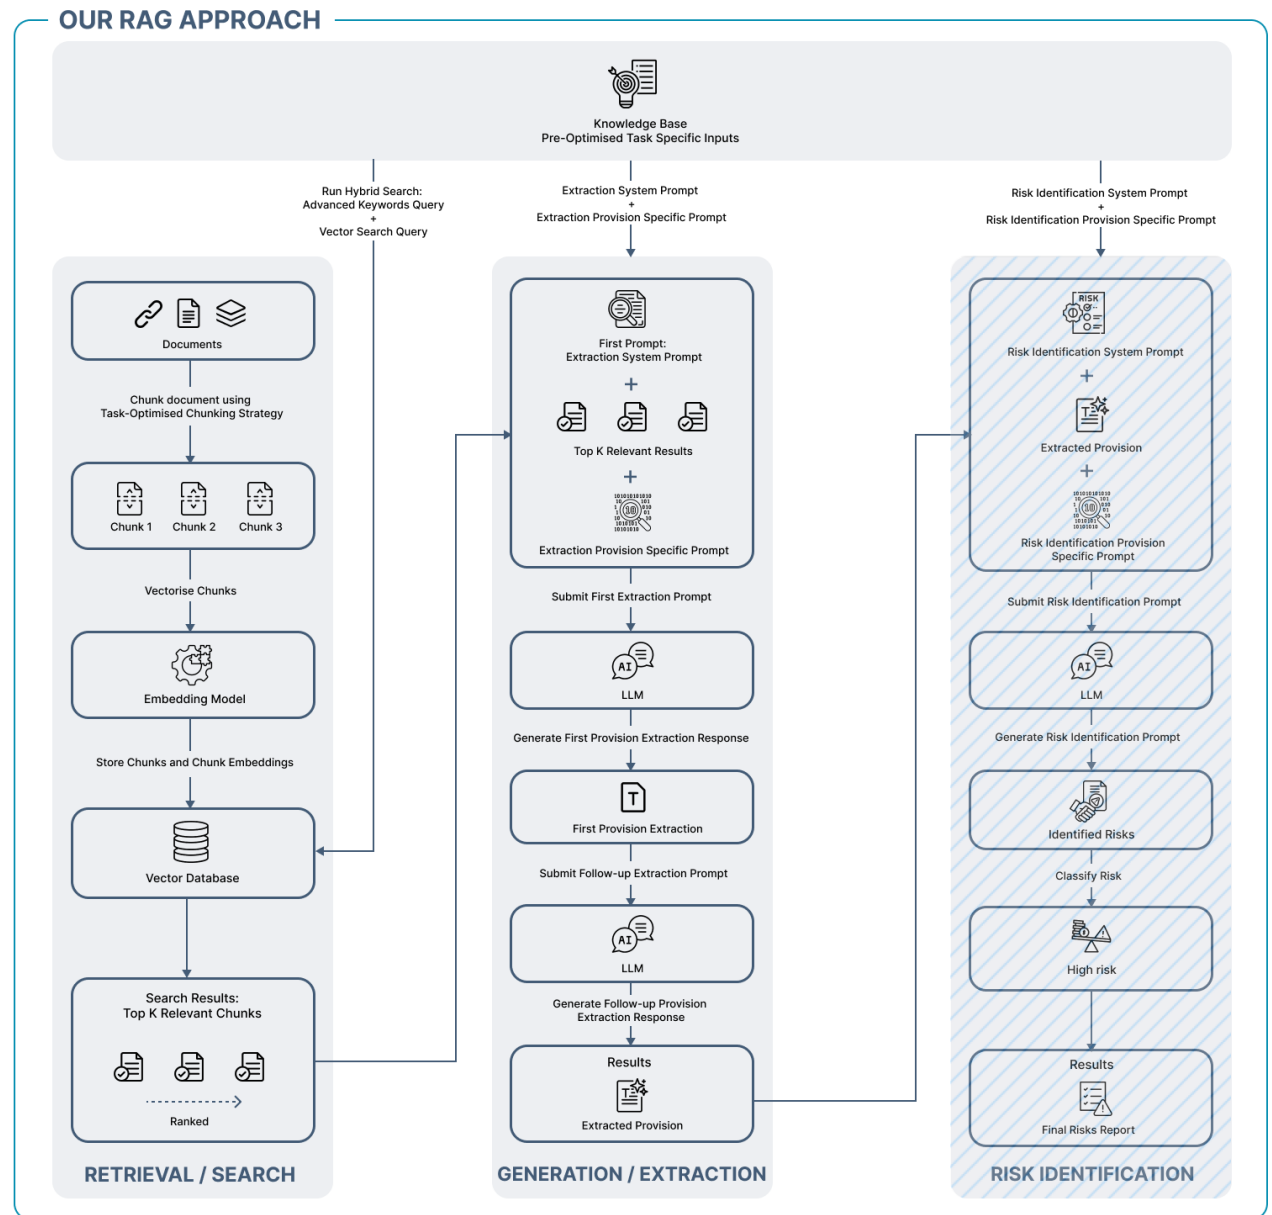 OUR RAG APPROACH
Knowledge Base
Pre-Optimised Task Specific Inputs
Run Hybrid Search:
Advanced Keywords Query
+
Vector Search Query
Extraction System Prompt
+
Extraction Provision Specific Prompt
Risk Identification System Prompt
+
Risk Identification Provision Specific Prompt
Documents
Chunk document using
Task-Optimised Chunking Strategy
Chunk 1
Chunk 2
Chunk 3
Vectorise Chunks
Embedding Model
Store Chunks and Chunk Embeddings
Vector Database
Search Results:
Top K Relevant Chunks
Ranked
RETRIEVAL / SEARCH
First Prompt:
Extraction System Prompt
+
Top K Relevant Results
+
Extraction Provision Specific Prompt
Submit First Extraction Prompt
AI
LLM
Generate First Provision Extraction Response
T
First Provision Extraction
Submit Follow-up Extraction Prompt
AI
LLM
Generate Follow-up Provision
Extraction Response
Results
T
Extracted Provision
GENERATION / EXTRACTION
RISK
Risk Identification System Prompt
+
T
Extracted Provision
+
Risk Identification Provision
Specific Prompt
Submit Risk Identification Prompt
AI
LLM
Generate Risk Identification Prompt
Identified Risks
Classify Risk
High risk
Results
Final Risks Report
RISK IDENTIFICATION